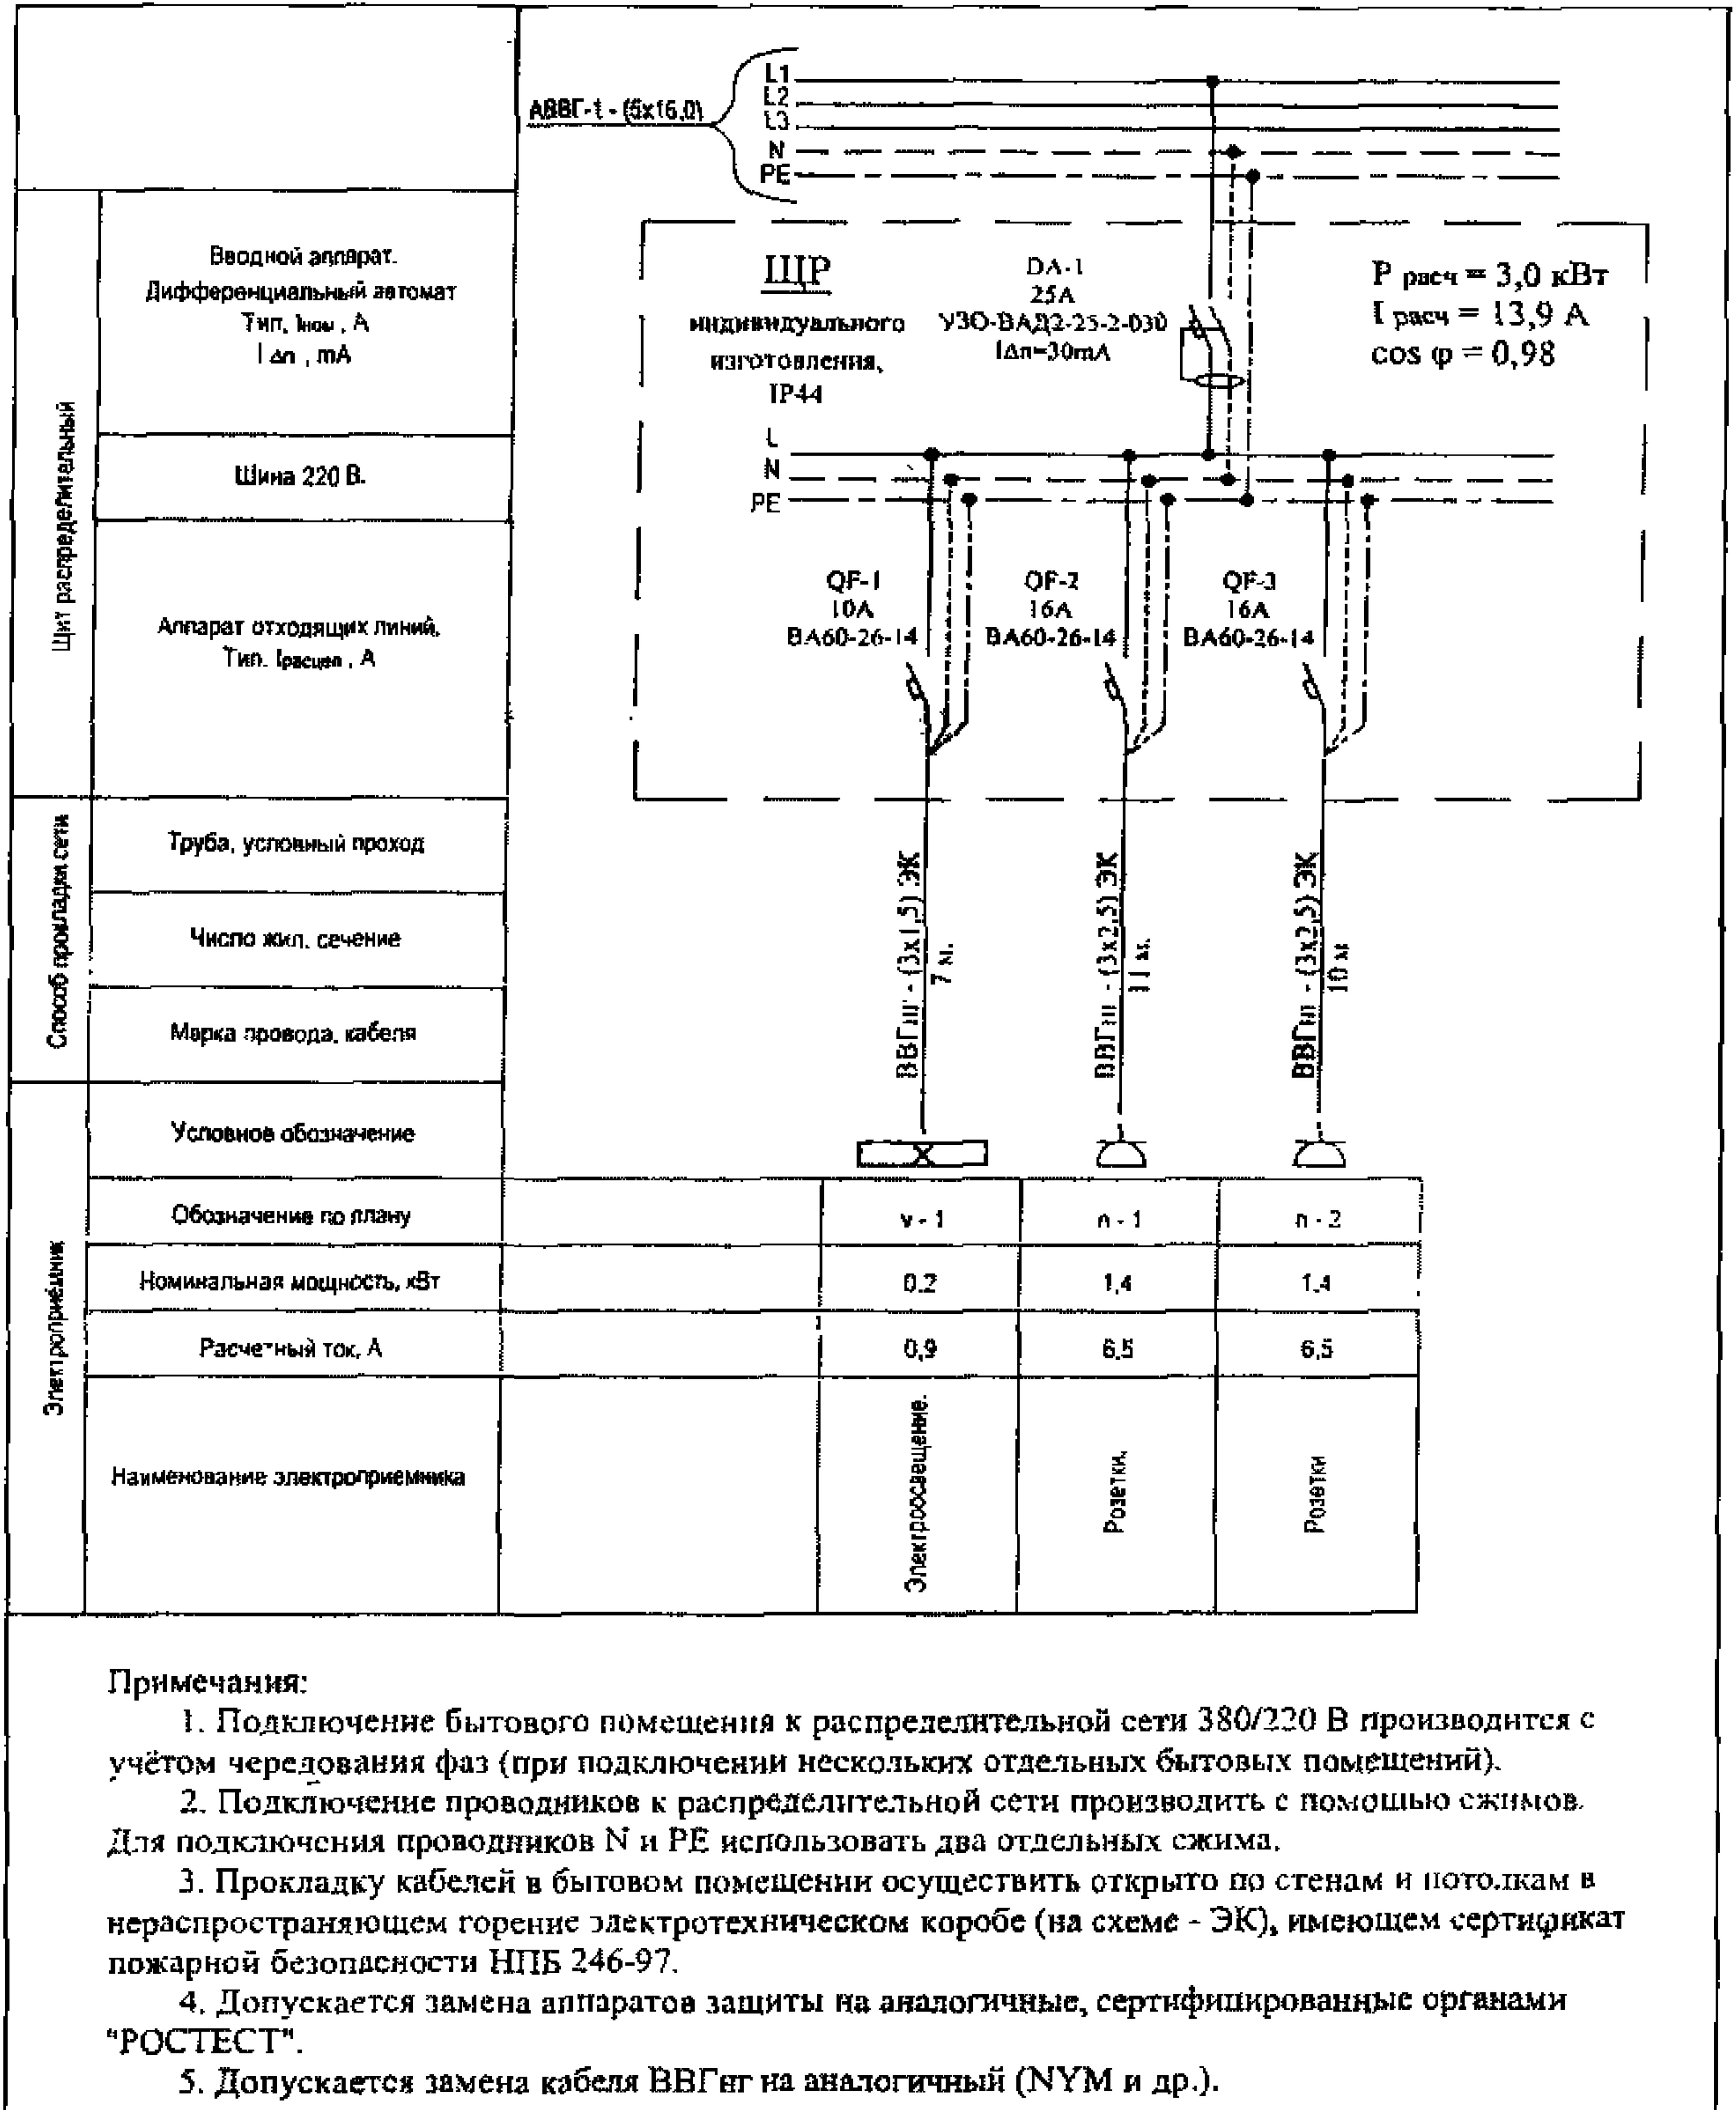 АВВГ-1 - (5х16,0)
L1
L2
L3
N
PE
Щит распределительный
Вводной аппарат.
Дифференциальный автомат
Тип, Iном , А
I Δn , mA
ЩР
индивидуального
изготовления,
IP44
DA-1
25А
УЗО-ВАД2-25-2-030
IΔn=30mA
P расч = 3,0 кВт
I расч = 13,9 А
cos φ = 0,98
Шина 220 В.
L
N
PE
Аппарат отходящих линий.
Тип. Iрасцеп , А
QF-1
10А
ВА60-26-14
QF-2
16А
ВА60-26-14
QF-3
16А
ВА60-26-14
Способ прокладки сети
Труба, условный проход
Число жил, сечение
Марка провода, кабеля
ВВГнг - (3х1,5) ЭК
7 м.
ВВГнг - (3х2,5) ЭК
11 м.
ВВГнг - (3х2,5) ЭК
10 м
Электроприёмник
Условное обозначение
Обозначение по плану
v - 1
n - 1
n - 2
Номинальная мощность, кВт
0,2
1,4
1,4
Расчетный ток, А
0,9
6,5
6,5
Наименование электроприемника
Электроосвещение.
Розетки.
Розетки
Примечания:
1. Подключение бытового помещения к распределительной сети 380/220 В производится с
учётом чередования фаз (при подключении нескольких отдельных бытовых помещений).
2. Подключение проводников к распределительной сети производить с помощью сжимов.
Для подключения проводников N и PE использовать два отдельных сжима.
3. Прокладку кабелей в бытовом помещении осуществить открыто по стенам и потолкам в
нераспространяющем горение электротехническом коробе (на схеме - ЭК), имеющем сертификат
пожарной безопасности НПБ 246-97.
4. Допускается замена аппаратов защиты на аналогичные, сертифицированные органами
"РОСТЕСТ".
5. Допускается замена кабеля ВВГнг на аналогичный (NYM и др.).